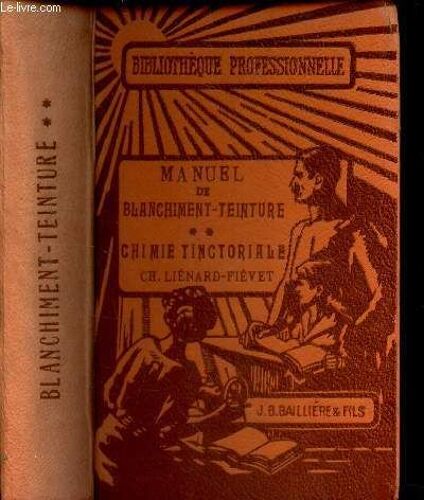 Le-livre.com
BLANCHIMENT-TEINTURE **
BIBLIOTHÈQUE PROFESSIONNELLE
MANUEL
DE
BLANCHIMENT-TEINTURE
**
CHIMIE TINCTORIALE
CH. LIÉNARD-FIÉVET
J.B. BAILLIÈRE & FILS